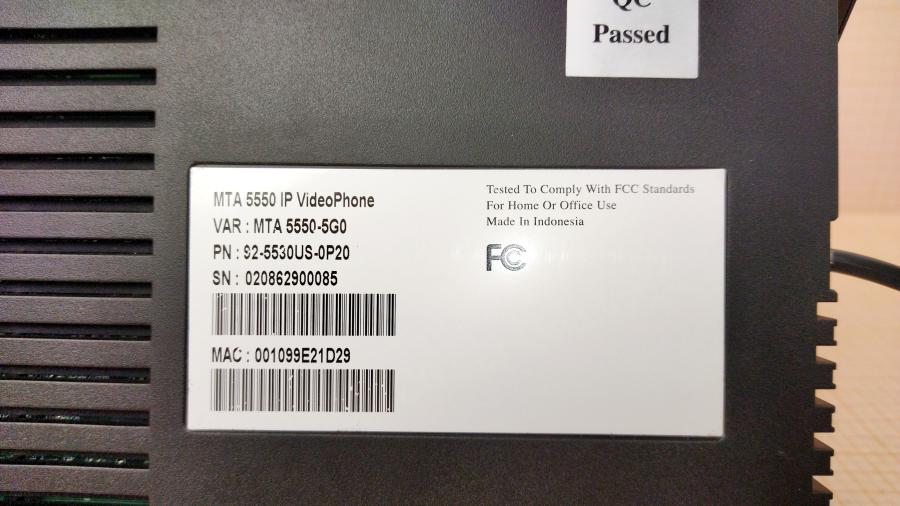 QC
Passed
MTA 5550 IP VideoPhone
VAR : MTA 5550-5G0
PN : 92-5530US-0P20
SN : 020862900085
MAC : 001099E21D29
Tested To Comply With FCC Standards
For Home Or Office Use
Made In Indonesia
FC